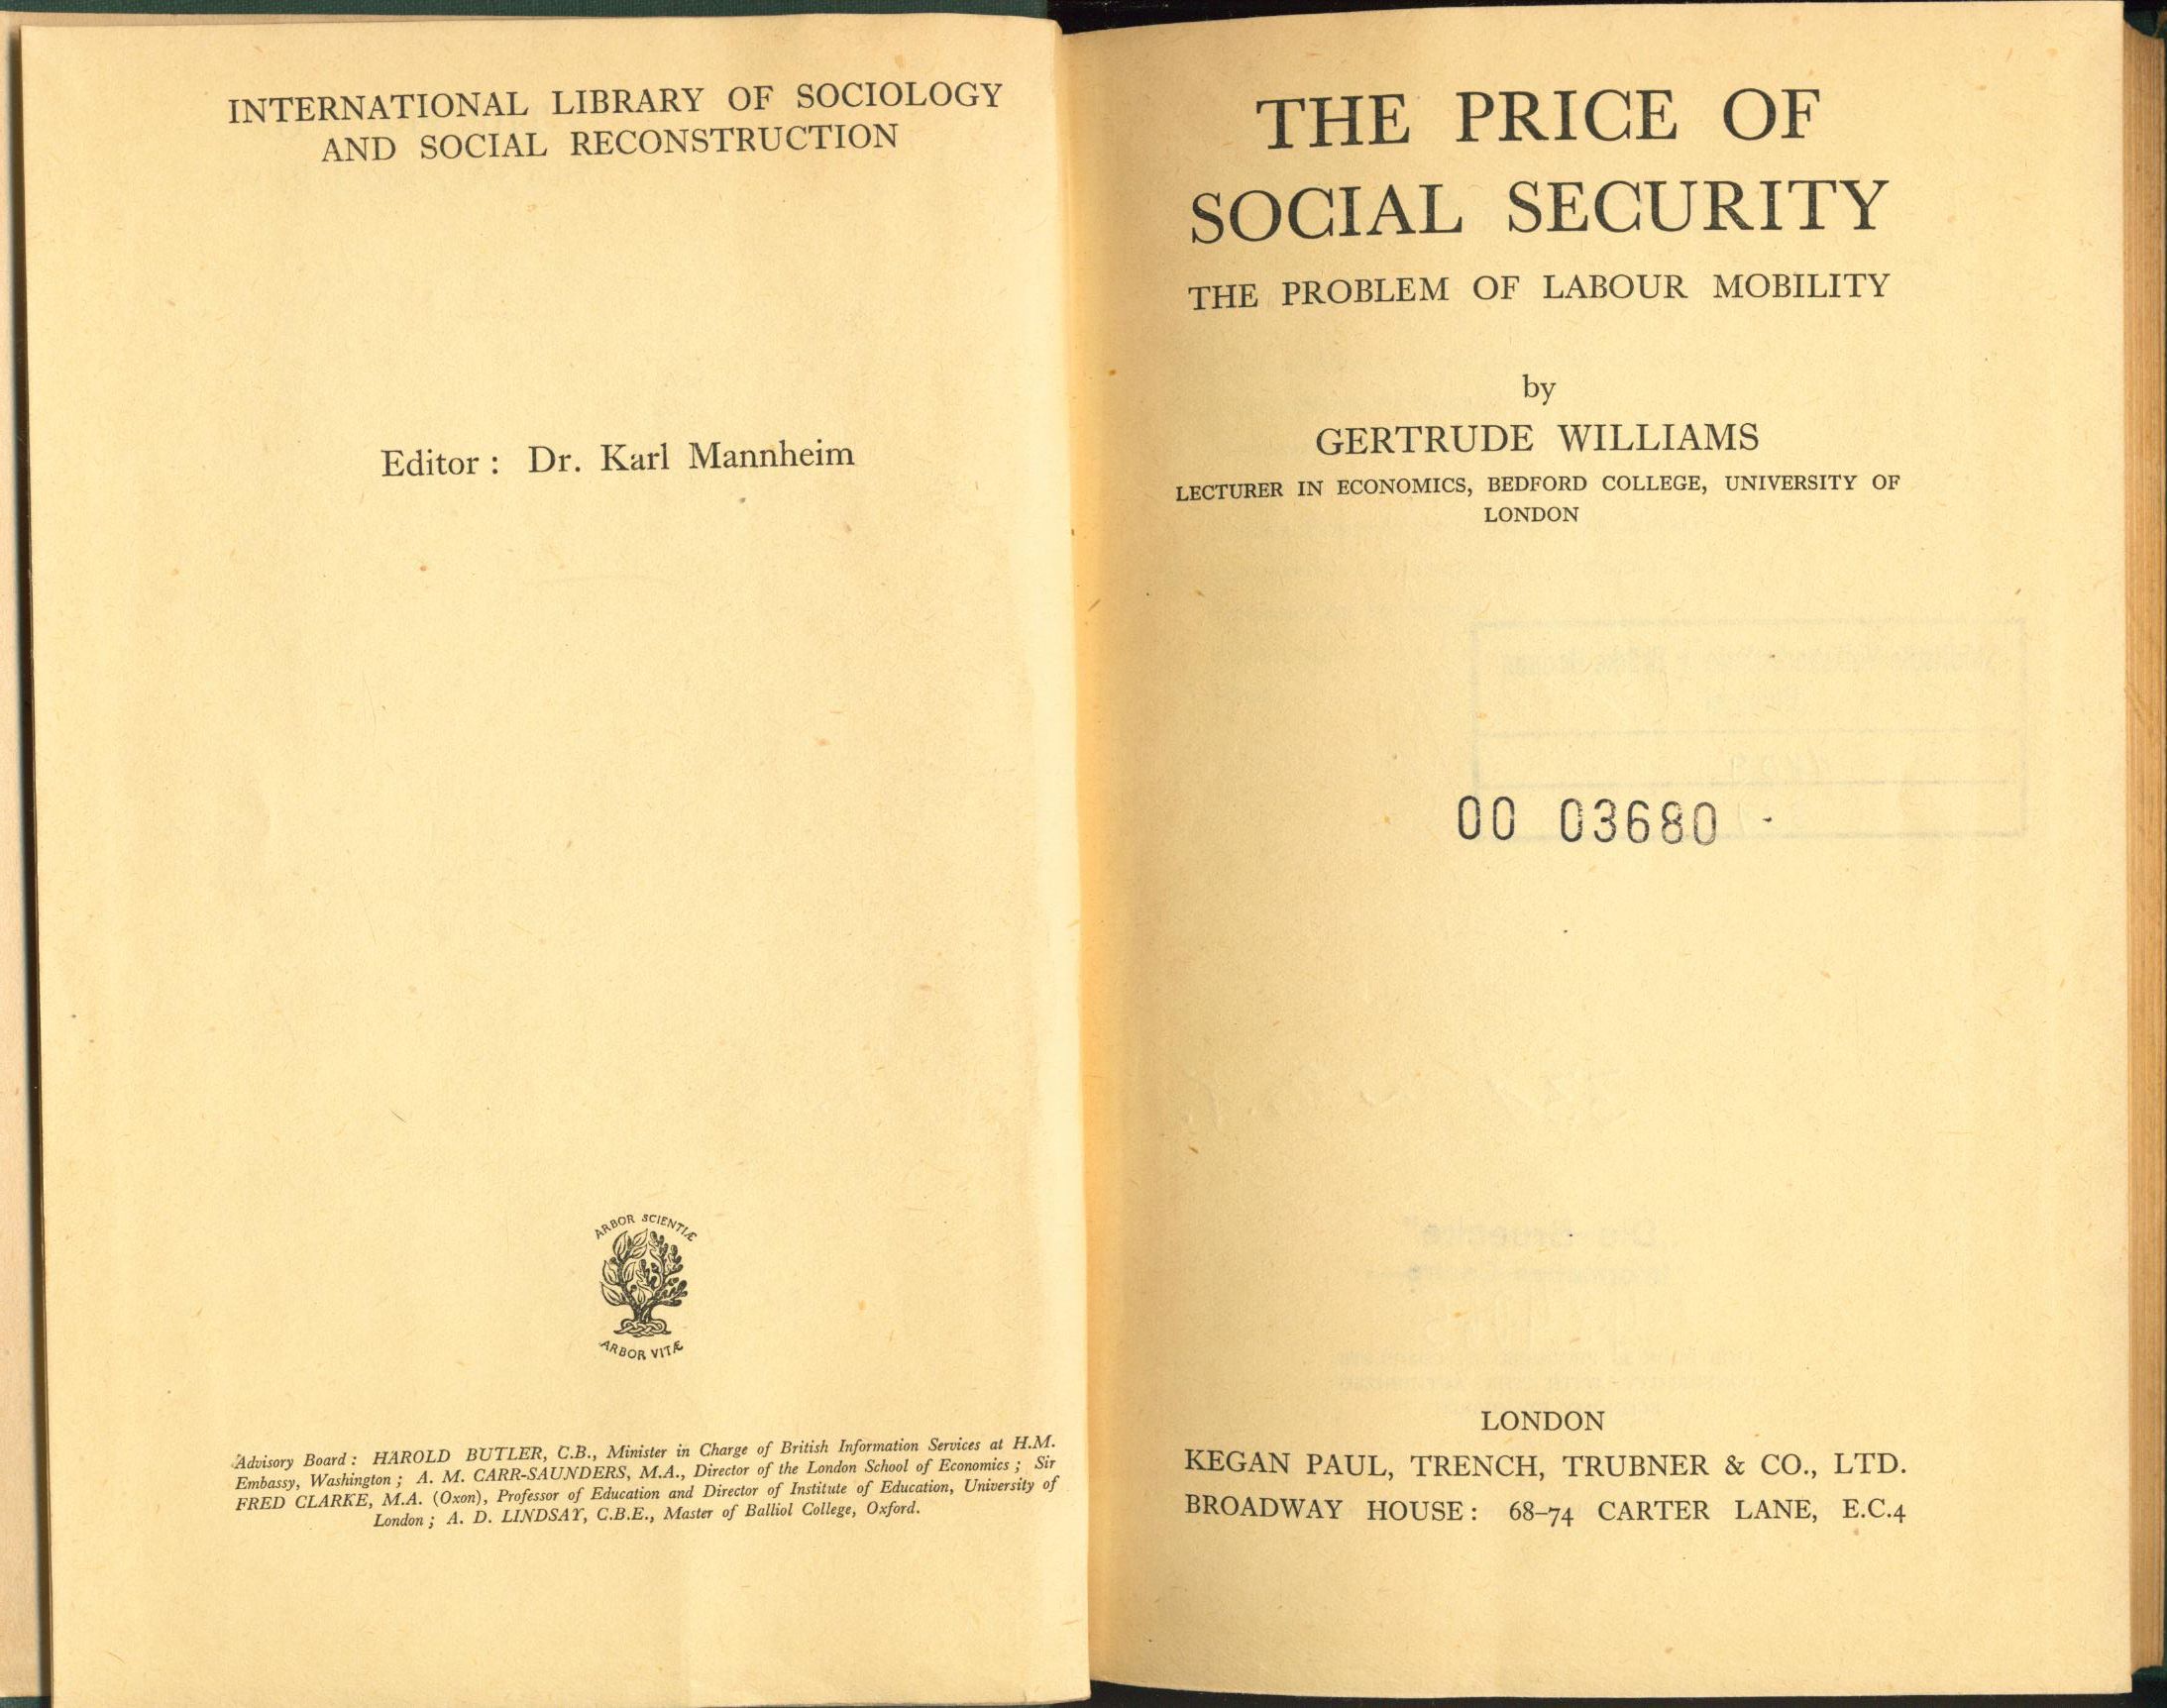 INTERNATIONAL LIBRARY OF SOCIOLOGY
AND SOCIAL RECONSTRUCTION
Editor : Dr. Karl Mannheim
ARBOR SCIENTIÆ
ARBOR VITÆ
Advisory Board : HAROLD BUTLER, C.B., Minister in Charge of British Information Services at H.M.
Embassy, Washington ; A. M. CARR-SAUNDERS, M.A., Director of the London School of Economics ; Sir
FRED CLARKE, M.A. (Oxon), Professor of Education and Director of Institute of Education, University of
London ; A. D. LINDSAY, C.B.E., Master of Balliol College, Oxford.
THE PRICE OF
SOCIAL SECURITY
THE PROBLEM OF LABOUR MOBILITY
by
GERTRUDE WILLIAMS
LECTURER IN ECONOMICS, BEDFORD COLLEGE, UNIVERSITY OF
LONDON
00 03680 -
LONDON
KEGAN PAUL, TRENCH, TRUBNER & CO., LTD.
BROADWAY HOUSE : 68–74 CARTER LANE, E.C.4